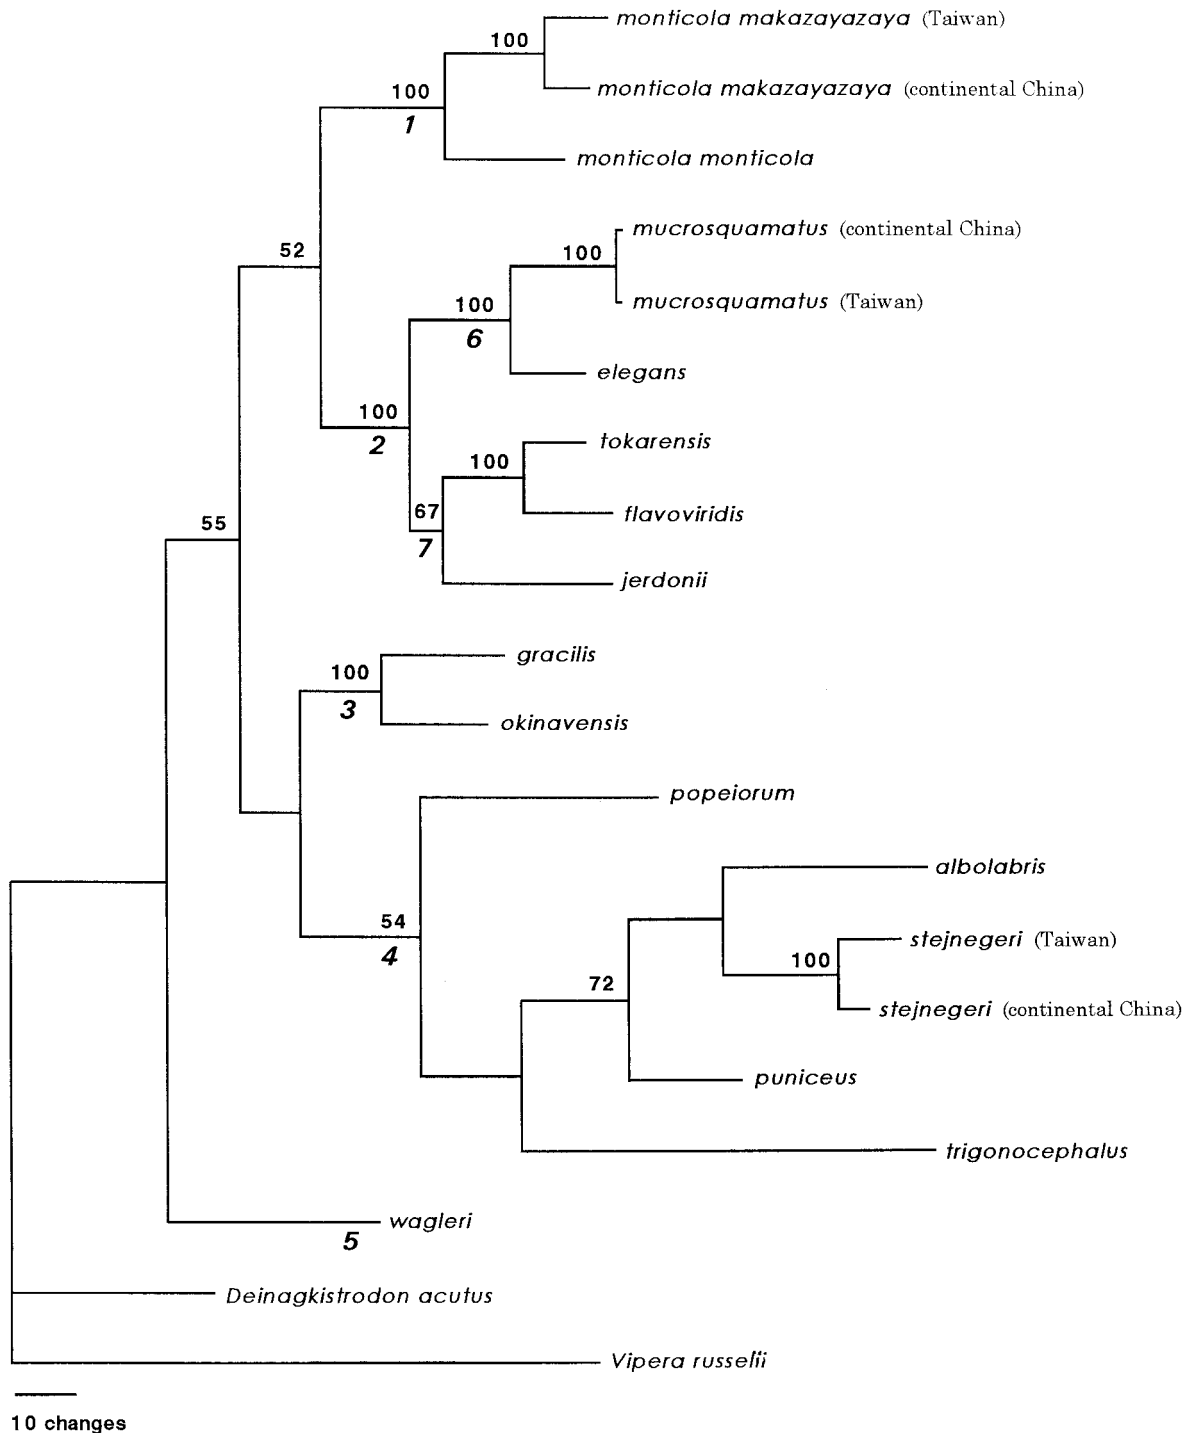 monticola makazayazaya (Taiwan)
100
100
monticola makazayazaya (continental China)
1
monticola monticola
mucrosquamatus (continental China)
52
100
mucrosquamatus (Taiwan)
100
6
elegans
100
2
tokarensis
100
67
flavoviridis
55
7
jerdonii
gracilis
100
3
okinavensis
popeiorum
albolabris
54
4
stejnegeri (Taiwan)
100
72
stejnegeri (continental China)
puniceus
trigonocephalus
wagleri
5
Deinagkistrodon acutus
Vipera russelii
10 changes